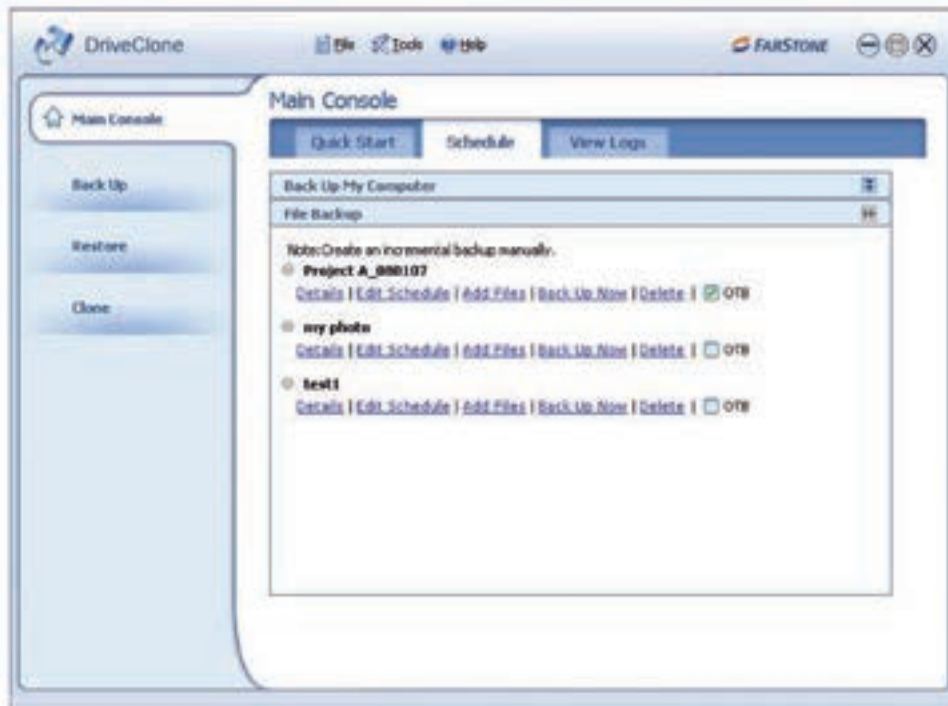 DriveClone File Tools Help FARSTONE
Main Console
Main Console
Quick Start Schedule View Logs
Back Up
Restore
Clone
Back Up My Computer
File Backup
Note:Create an incremental backup manually.
Project A_080107
Details | Edit Schedule | Add Files | Back Up Now | Delete | OTB
my photo
Details | Edit Schedule | Add Files | Back Up Now | Delete | OTB
test1
Details | Edit Schedule | Add Files | Back Up Now | Delete | OTB